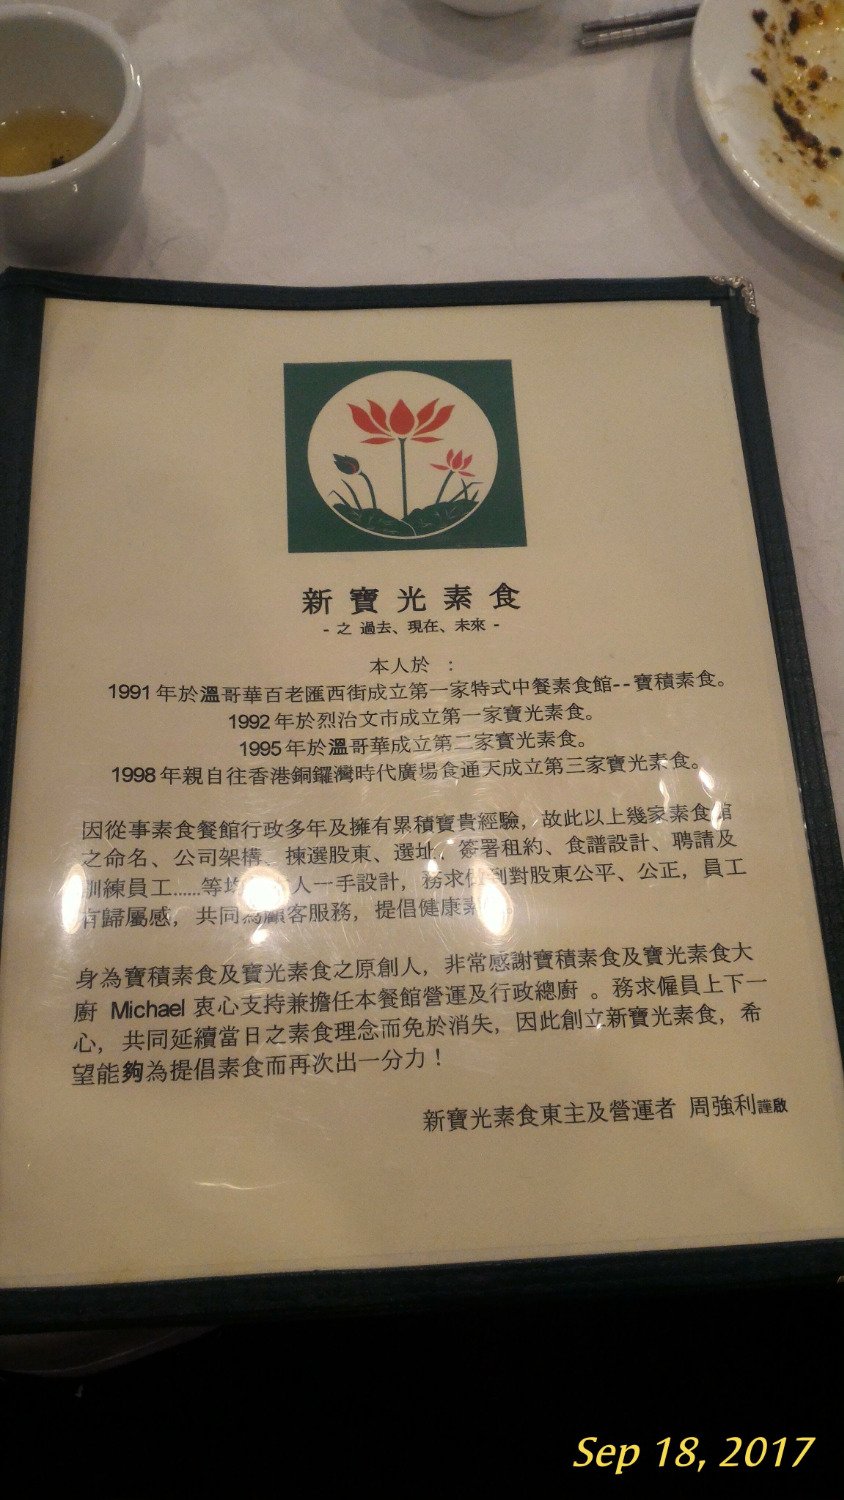 新寶光素食
- 之 過去、現在、未來 -
本人於 ：
1991 年於溫哥華百老匯西街成立第一家特式中餐素食館--寶積素食。
1992 年於烈治文市成立第一家寶光素食。
1995 年於溫哥華成立第二家寶光素食。
1998 年親自往香港銅鑼灣時代廣場食通天成立第三家寶光素食。
因從事素食餐館行政多年及擁有累積寶貴經驗，故此以上幾家素食館
之命名、公司架構、揀選股東、選址、簽署租約、食譜設計、聘請及
訓練員工......等 人一手設計，務求 對股東公平、公正，員工
有歸屬感，共同為顧客服務，提倡健康素
身為寶積素食及寶光素食之原創人，非常感謝寶積素食及寶光素食大
廚 Michael 衷心支持兼擔任本餐館營運及行政總廚 。務求僱員上下一
心，共同延續當日之素食理念而免於消失，因此創立新寶光素食，希
望能夠為提倡素食而再次出一分力！
新寶光素食東主及營運者 周強利謹啟
Sep 18, 2017